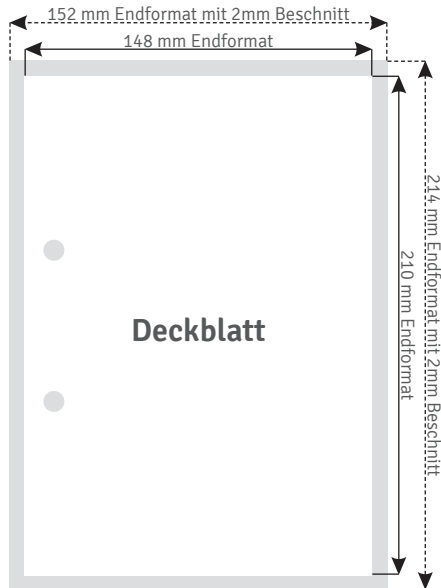 152 mm Endformat mit 2mm Beschnitt
148 mm Endformat
214 mm Endformat mit 2mm Beschnitt
210 mm Endformat
Deckblatt